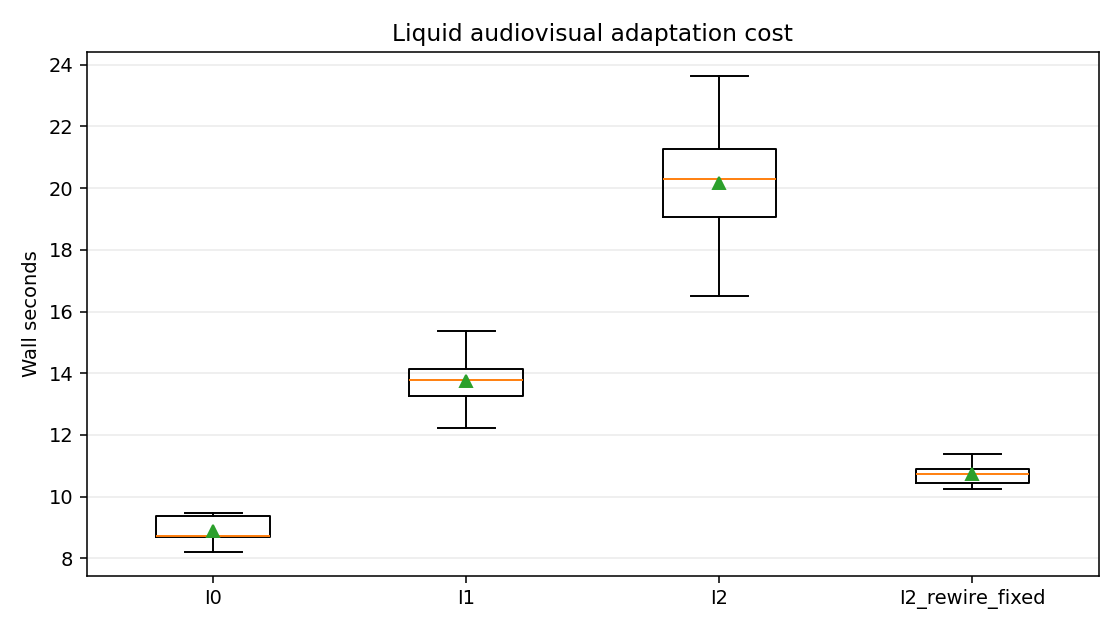 Liquid audiovisual adaptation cost
Wall seconds
24
22
20
18
16
14
12
10
8
I0
I1
I2
I2_rewire_fixed